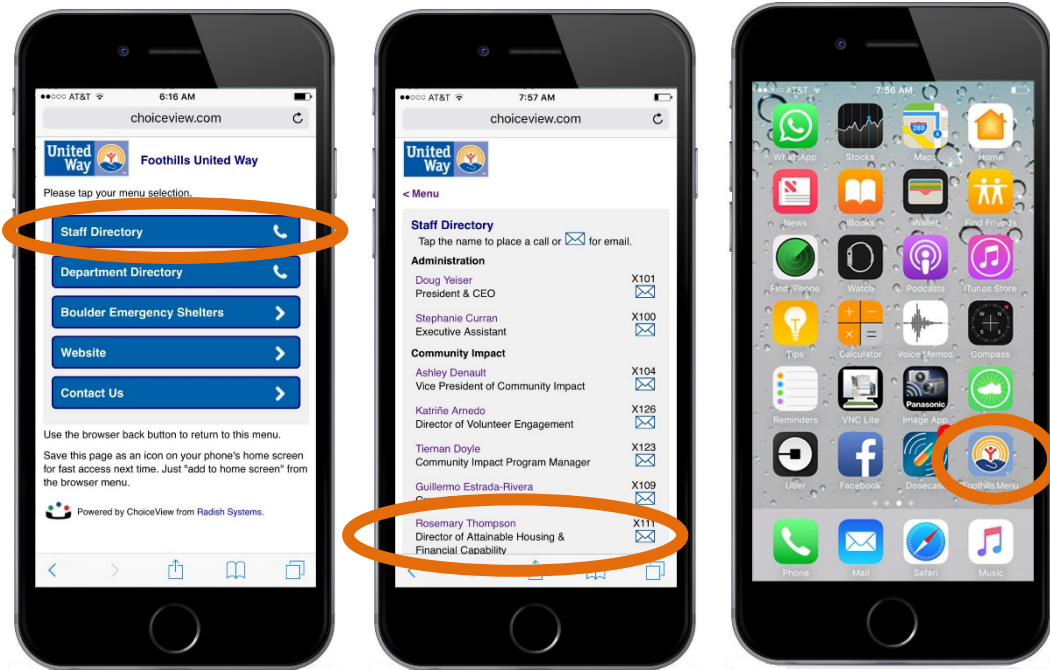 AT&T 6:16 AM
choiceview.com
United
Way
Foothills United Way
Please tap your menu selection.
Staff Directory
Department Directory
Boulder Emergency Shelters
Website
Contact Us
Use the browser back button to return to this menu.
Save this page as an icon on your phone's home screen
for fast access next time. Just "add to home screen" from
the browser menu.
Powered by ChoiceView from Radish Systems.
AT&T 7:57 AM
choiceview.com
United
Way
< Menu
Staff Directory
Tap the name to place a call or for email.
Administration
Doug Yeiser X101
President & CEO
Stephanie Curran X100
Executive Assistant
Community Impact
Ashley Denault X104
Vice President of Community Impact
Katriñe Arnedo X126
Director of Volunteer Engagement
Tiernan Doyle X123
Community Impact Program Manager
Guillermo Estrada-Rivera X109
Rosemary Thompson X111
Director of Attainable Housing &
Financial Capability
AT&T 7:56 AM
280
WhatsApp Stocks Maps Home
News iBooks Wallet Find Friends
Find iPhone Watch Podcasts iTunes Store
Tips Calculator Voice Memos Compass
Panasonic
Reminders VNC Lite Image App
Uber Facebook Dosecast Foothills Menu
Phone Mail Safari Music